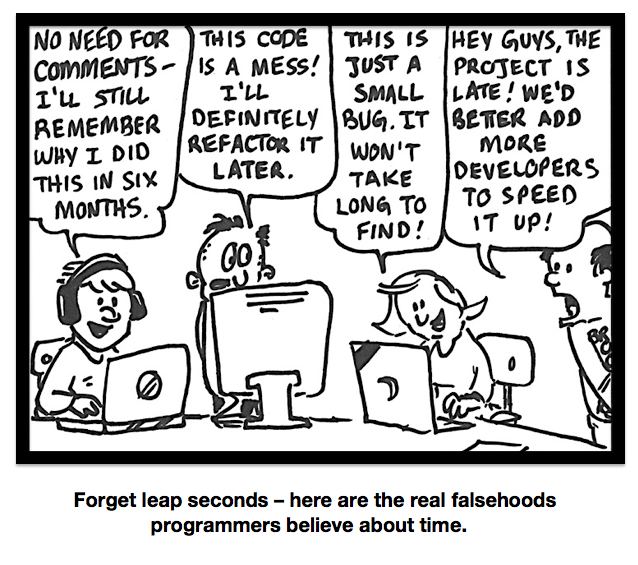 NO NEED FOR
COMMENTS –
I'LL STILL
REMEMBER
WHY I DID
THIS IN SIX
MONTHS.
THIS CODE
IS A MESS!
I'LL
DEFINITELY
REFACTOR IT
LATER.
THIS IS
JUST A
SMALL
BUG. IT
WON'T
TAKE
LONG TO
FIND!
HEY GUYS, THE
PROJECT IS
LATE! WE'D
BETTER ADD
MORE
DEVELOPERS
TO SPEED
IT UP!
Forget leap seconds – here are the real falsehoods
programmers believe about time.